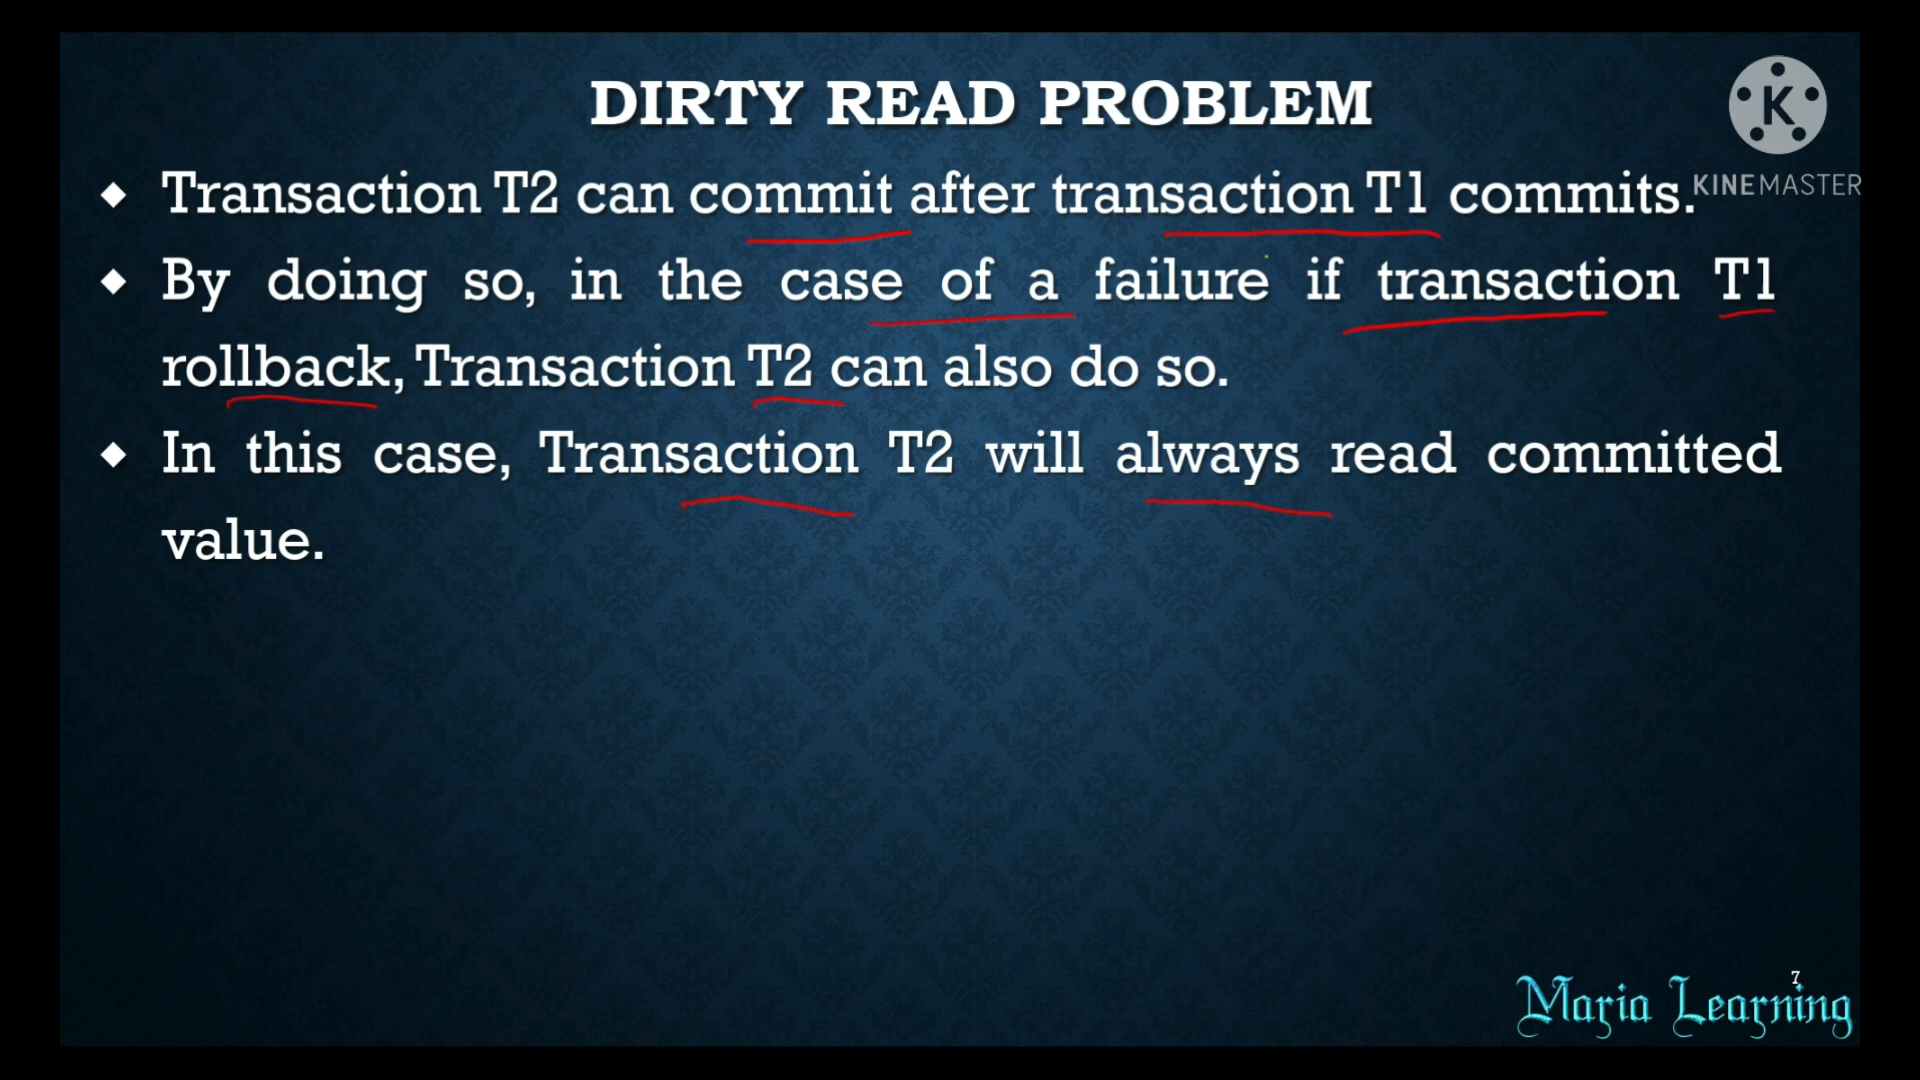 DIRTY READ PROBLEM
K
KINEMASTER
◆ Transaction T2 can commit after transaction T1 commits.
◆ By doing so, in the case of a failure if transaction T1
rollback, Transaction T2 can also do so.
◆ In this case, Transaction T2 will always read committed
value.
7
Maria Learning